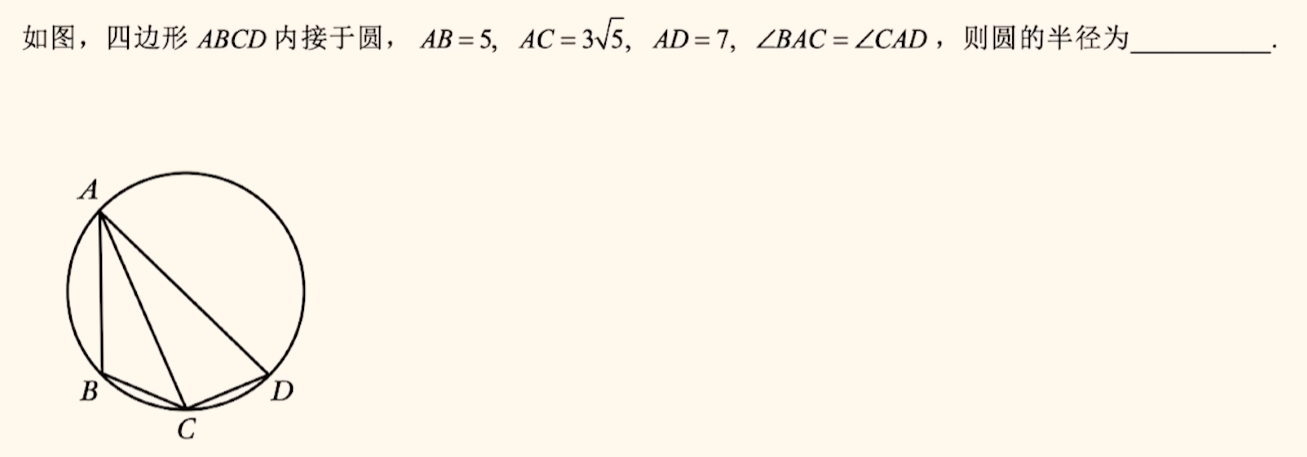 如图，四边形 ABCD 内接于圆， AB = 5, AC = 3√5, AD = 7, ∠BAC = ∠CAD ，则圆的半径为__________.
A
B
D
C